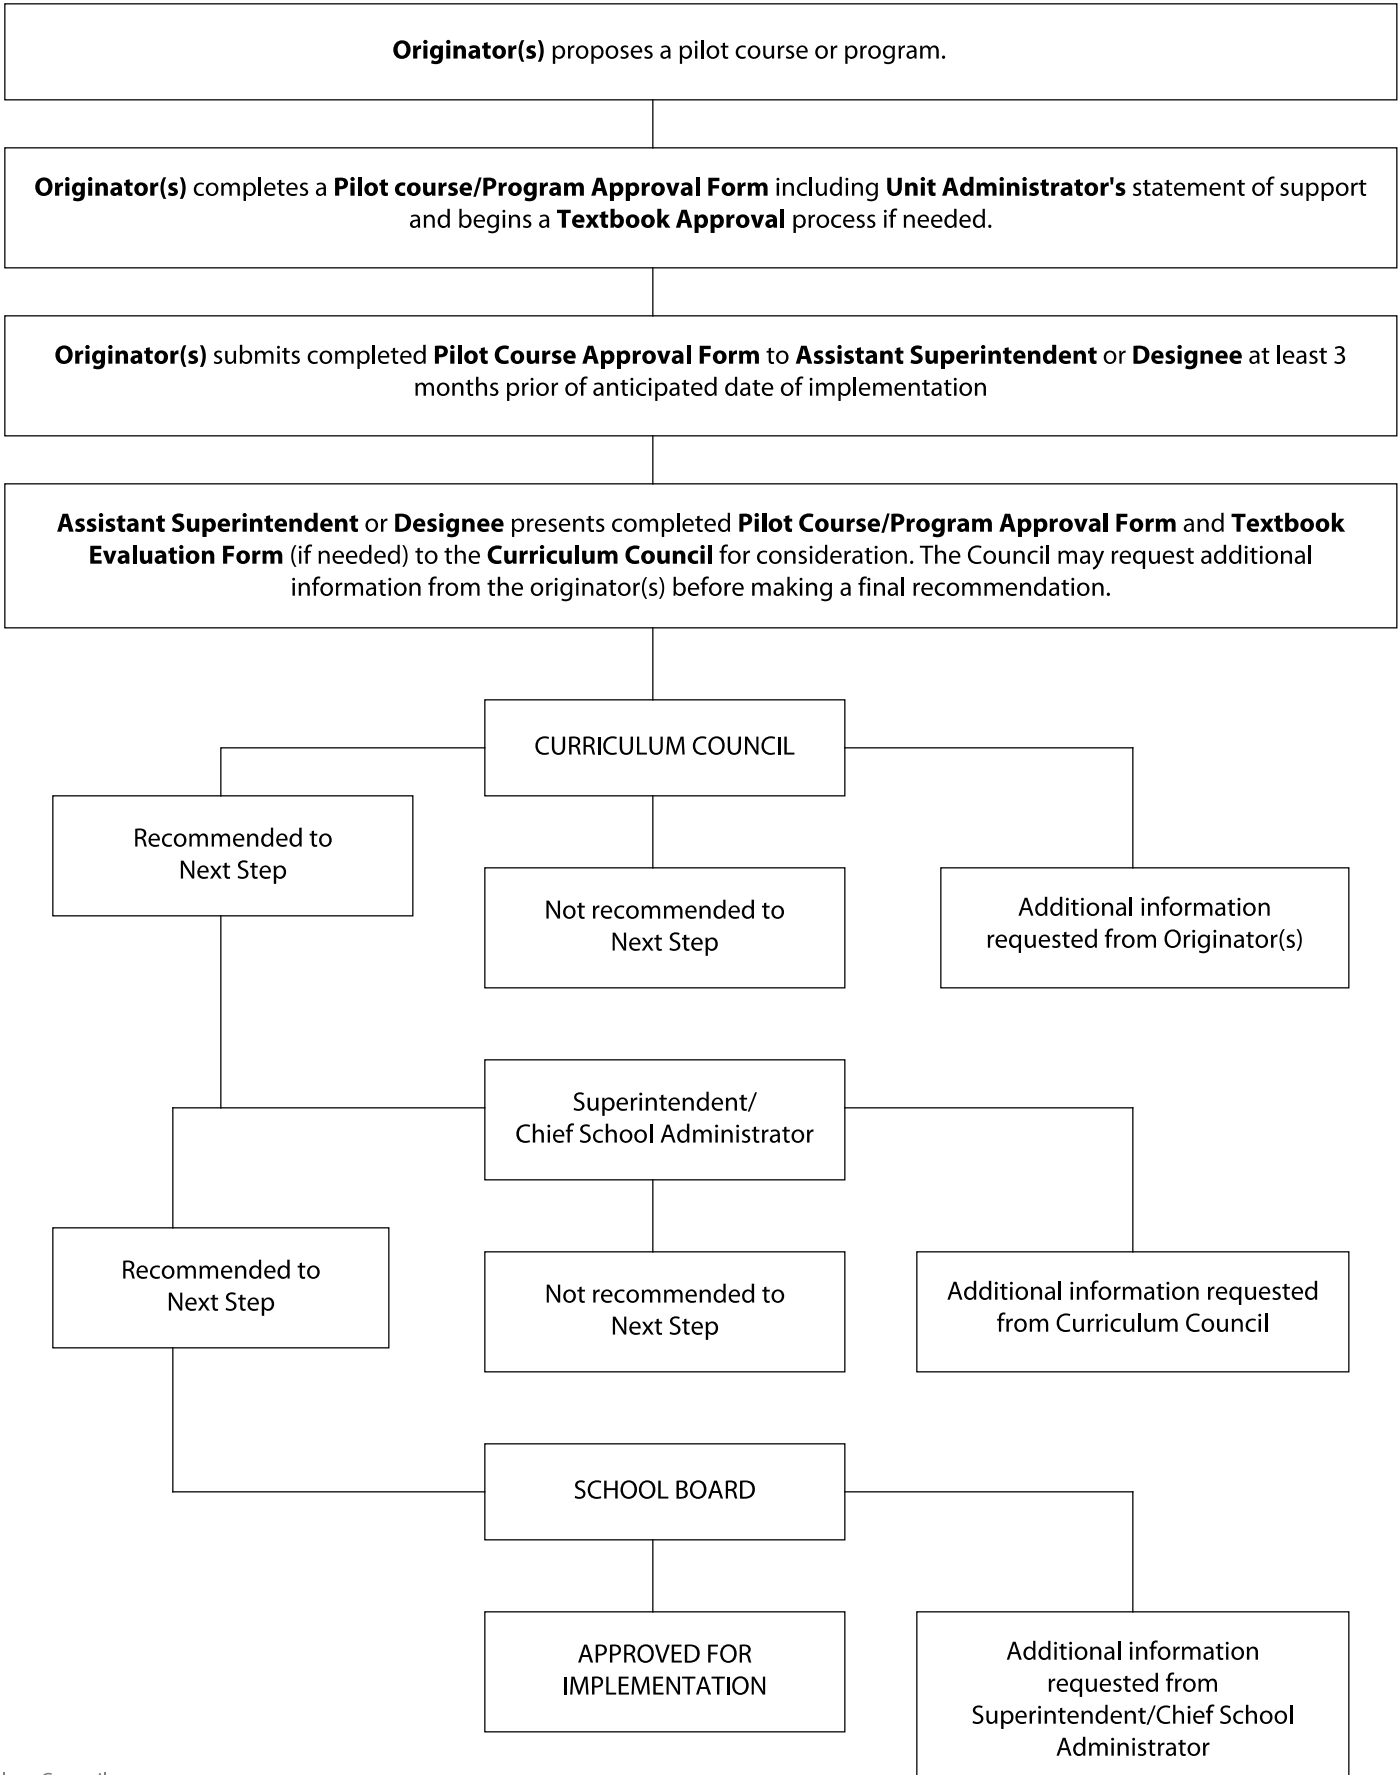 Originator(s) proposes a pilot course or program.
Originator(s) completes a Pilot course/Program Approval Form including Unit Administrator's statement of support
and begins a Textbook Approval process if needed.
Originator(s) submits completed Pilot Course Approval Form to Assistant Superintendent or Designee at least 3
months prior of anticipated date of implementation
Assistant Superintendent or Designee presents completed Pilot Course/Program Approval Form and Textbook
Evaluation Form (if needed) to the Curriculum Council for consideration. The Council may request additional
information from the originator(s) before making a final recommendation.
CURRICULUM COUNCIL
Recommended to
Next Step
Not recommended to
Next Step
Additional information
requested from Originator(s)
Superintendent/
Chief School Administrator
Recommended to
Next Step
Not recommended to
Next Step
Additional information requested
from Curriculum Council
SCHOOL BOARD
APPROVED FOR
IMPLEMENTATION
Additional information
requested from
Superintendent/Chief School
Administrator